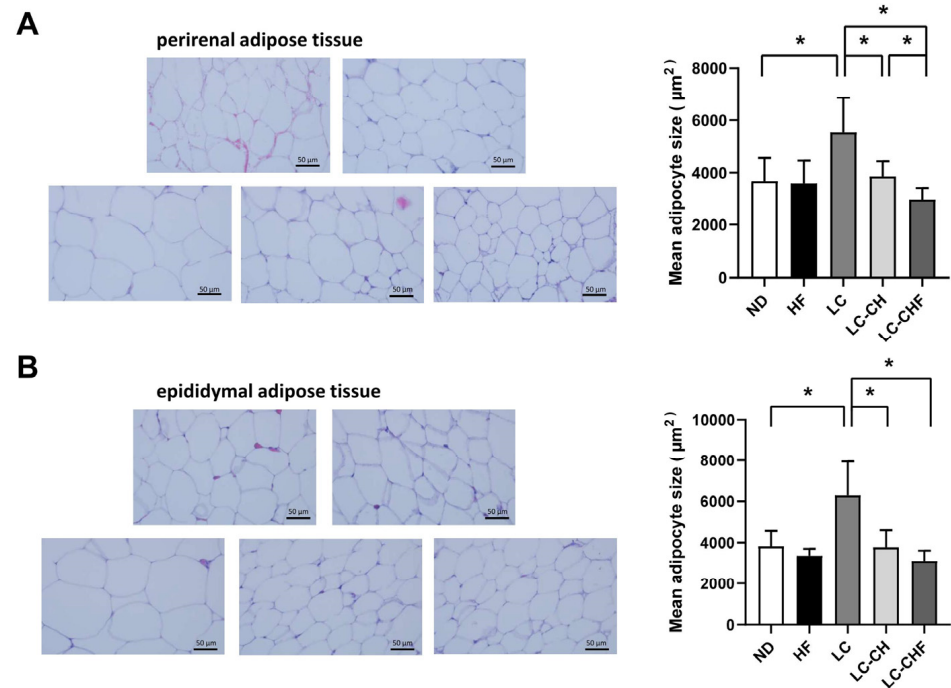 A
perirenal adipose tissue
50 µm
50 µm
50 µm
50 µm
50 µm
*
*
*
*
Mean adipocyte size ( µm²)
8000
6000
4000
2000
0
ND
HF
LC
LC-CH
LC-CHF
B
epididymal adipose tissue
50 µm
50 µm
50 µm
50 µm
50 µm
*
*
*
Mean adipocyte size ( µm²)
10000
8000
6000
4000
2000
0
ND
HF
LC
LC-CH
LC-CHF